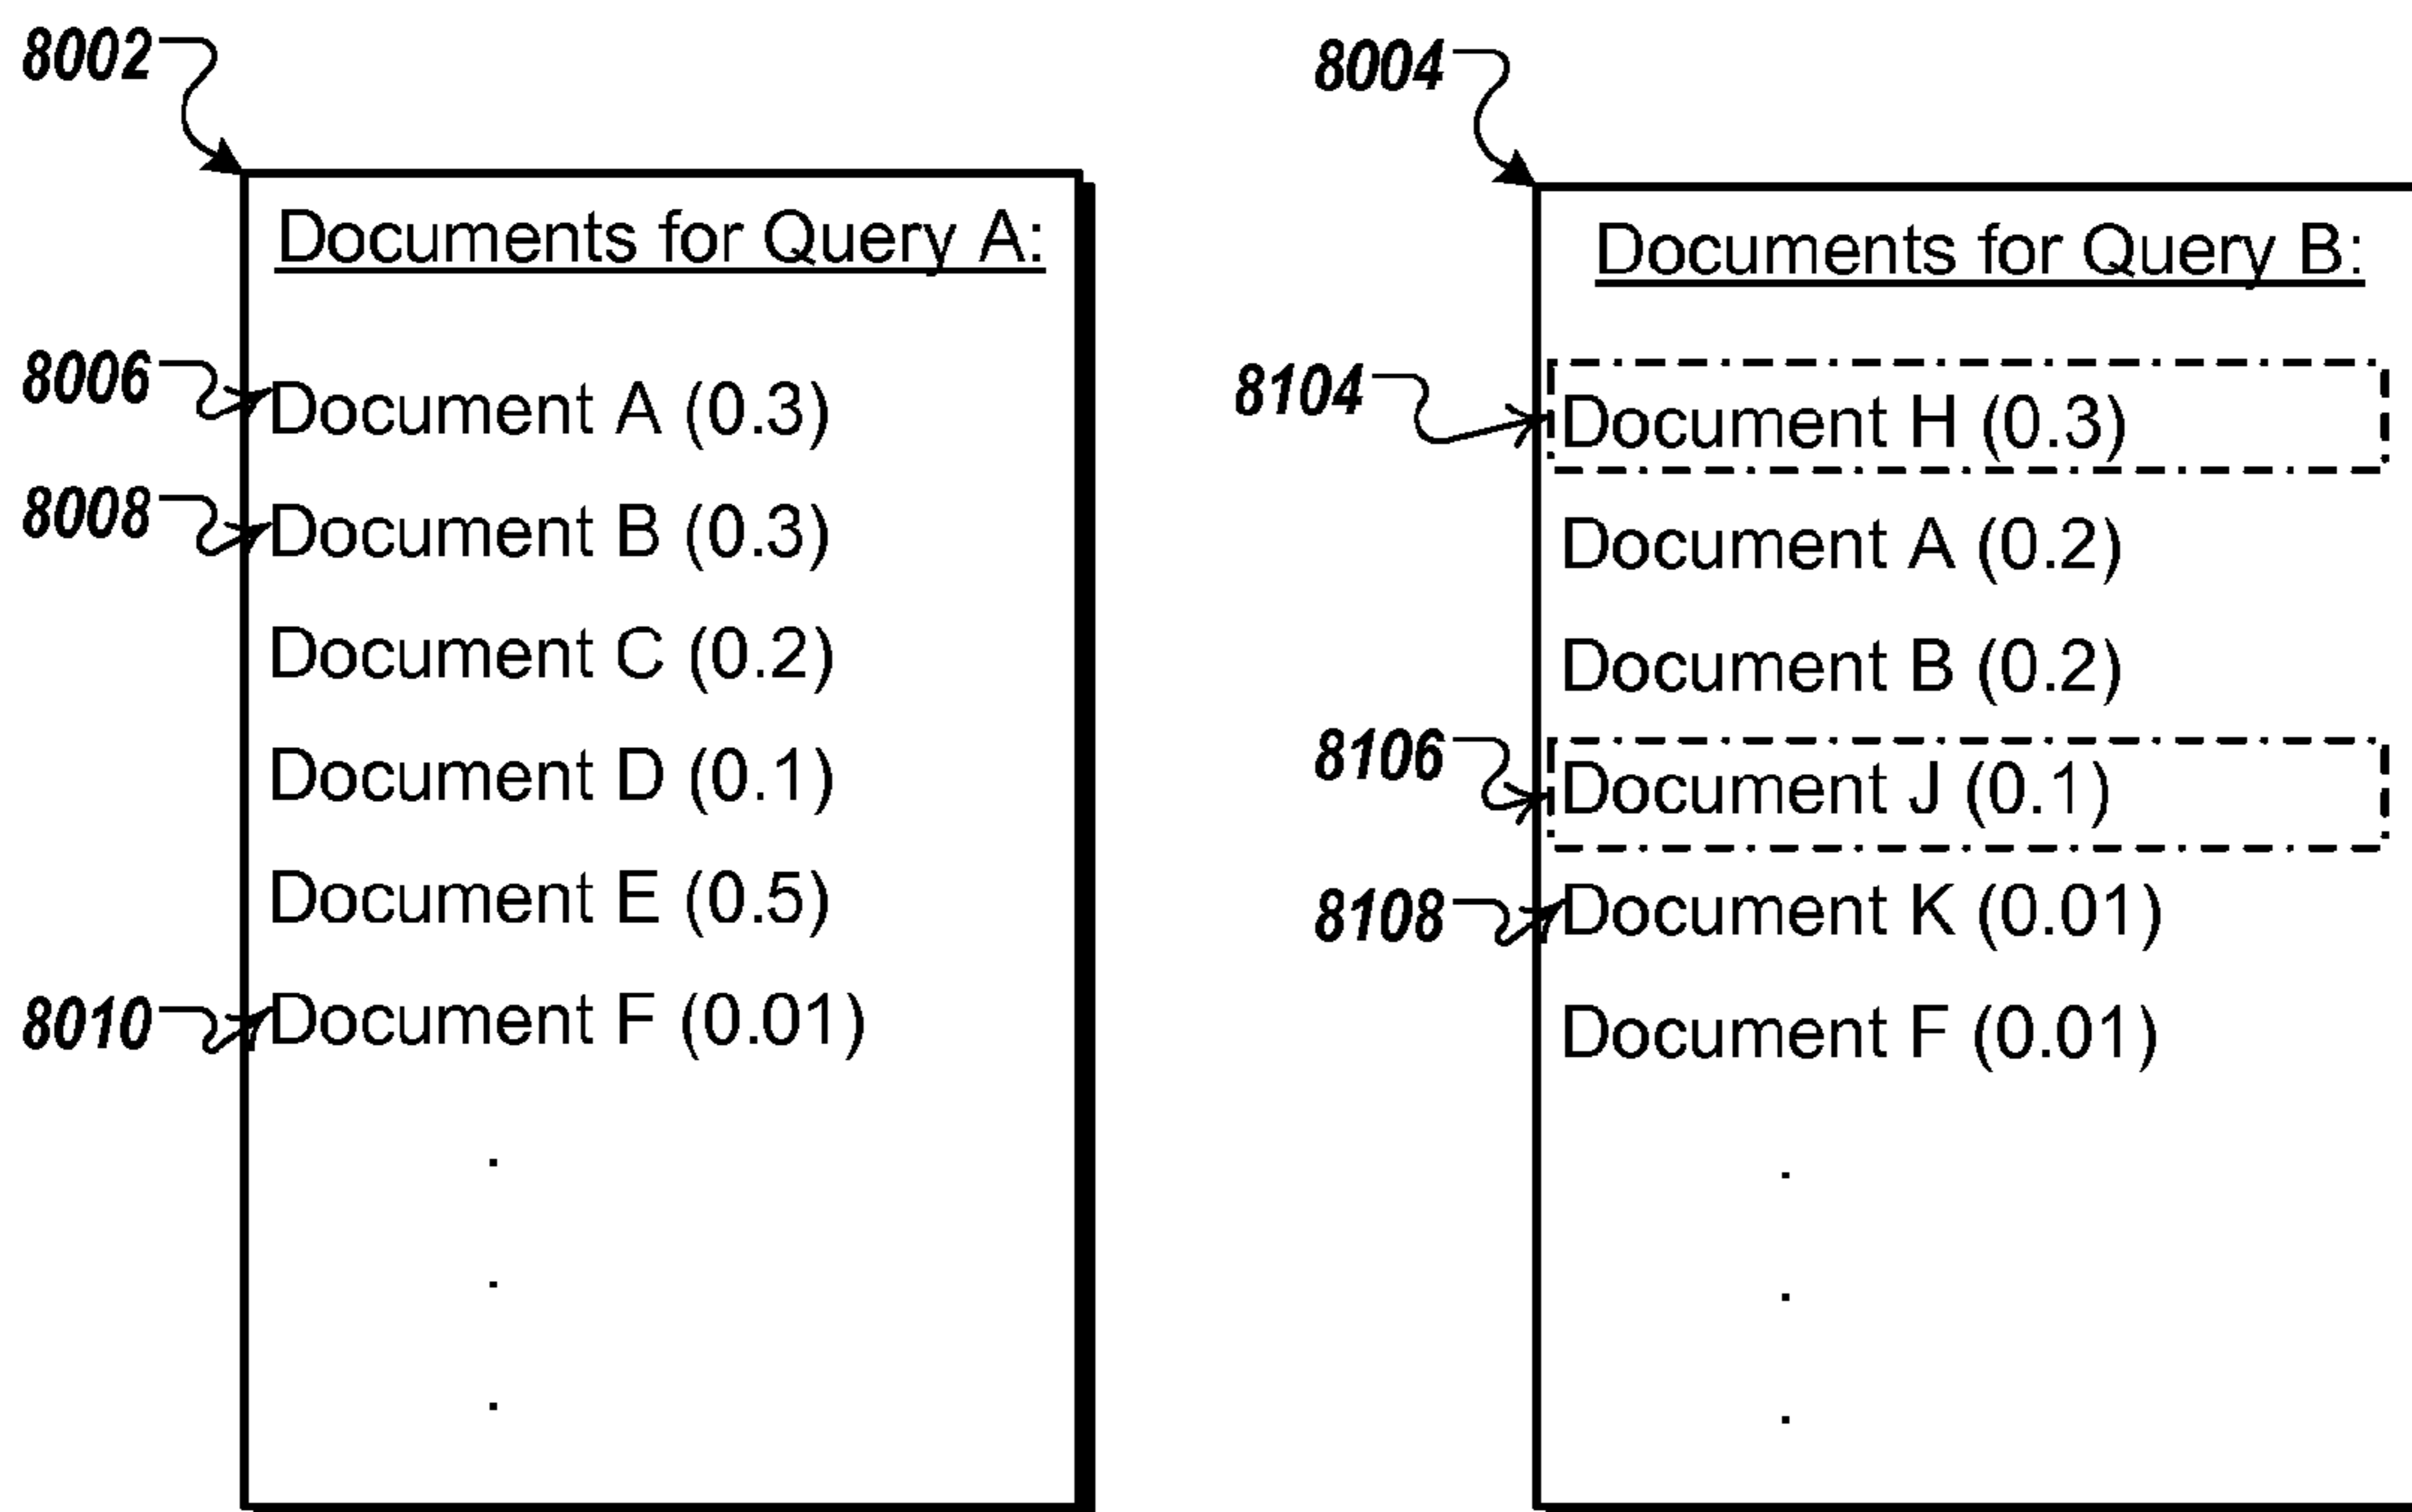 8002
Documents for Query A:
8006
Document A (0.3)
8008
Document B (0.3)
Document C (0.2)
Document D (0.1)
Document E (0.5)
8010
Document F (0.01)
.
.
.
8004
Documents for Query B:
8104
Document H (0.3)
Document A (0.2)
Document B (0.2)
8106
Document J (0.1)
8108
Document K (0.01)
Document F (0.01)
.
.
.